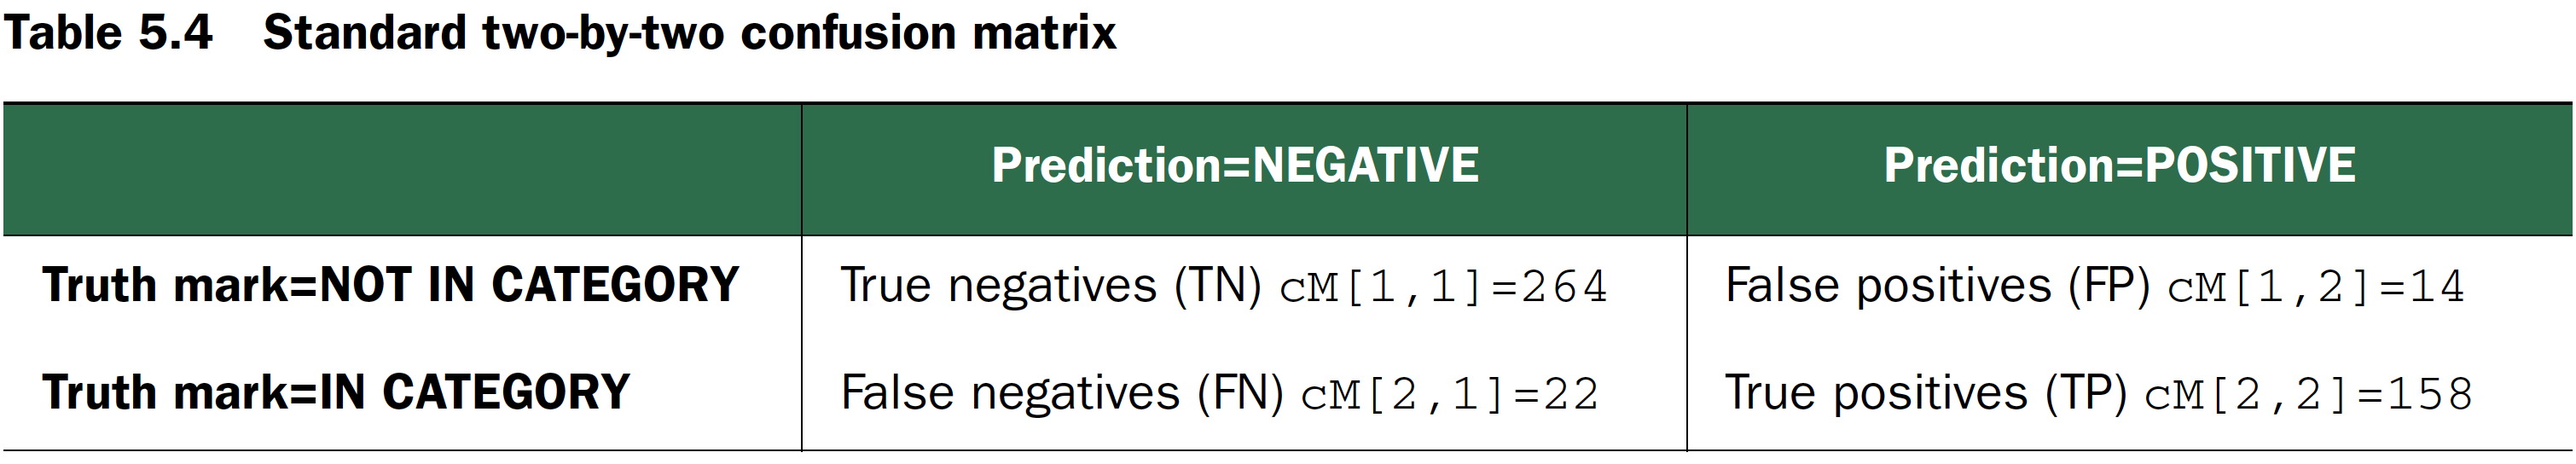 Table 5.4 Standard two-by-two confusion matrix
Prediction=NEGATIVE Prediction=POSITIVE
Truth mark=NOT IN CATEGORY True negatives (TN) cM[1,1]=264 False positives (FP) cM[1,2]=14
Truth mark=IN CATEGORY False negatives (FN) cM[2,1]=22 True positives (TP) cM[2,2]=158